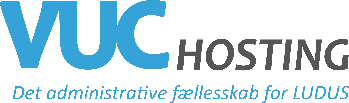 VUC HOSTING
Det administrative fællesskab for LUDUS